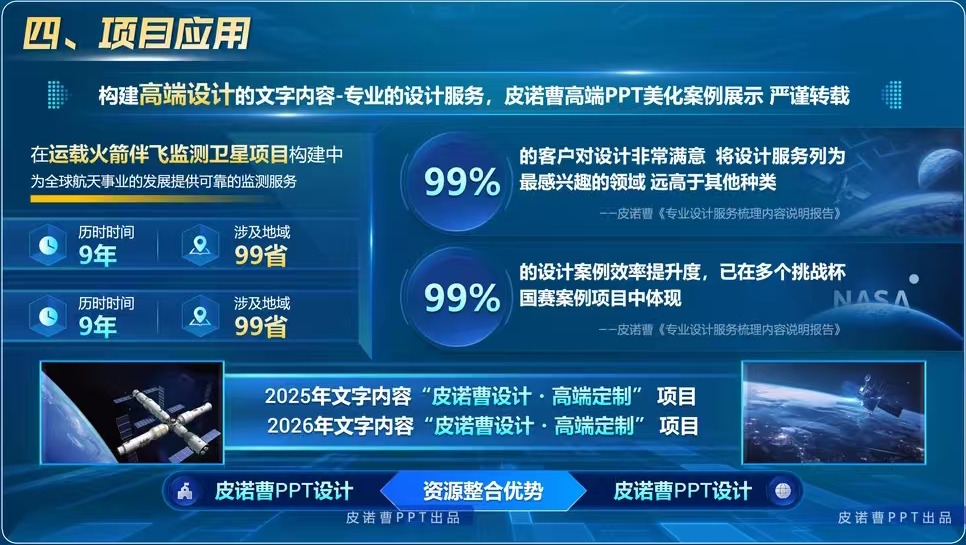 四、项目应用
构建高端设计的文字内容-专业的设计服务，皮诺曹高端PPT美化案例展示 严谨转载
在运载火箭伴飞监测卫星项目构建中
为全球航天事业的发展提供可靠的监测服务
历时时间
9年
涉及地域
99省
历时时间
9年
涉及地域
99省
99%
的客户对设计非常满意 将设计服务列为
最感兴趣的领域 远高于其他种类
——皮诺曹《专业设计服务梳理内容说明报告》
99%
的设计案例效率提升度，已在多个挑战杯
国赛案例项目中体现
NASA
——皮诺曹《专业设计服务梳理内容说明报告》
2025年文字内容“皮诺曹设计·高端定制” 项目
2026年文字内容“皮诺曹设计·高端定制” 项目
皮诺曹PPT设计
资源整合优势
皮诺曹PPT设计
皮诺曹PPT出品
皮诺曹PPT出品